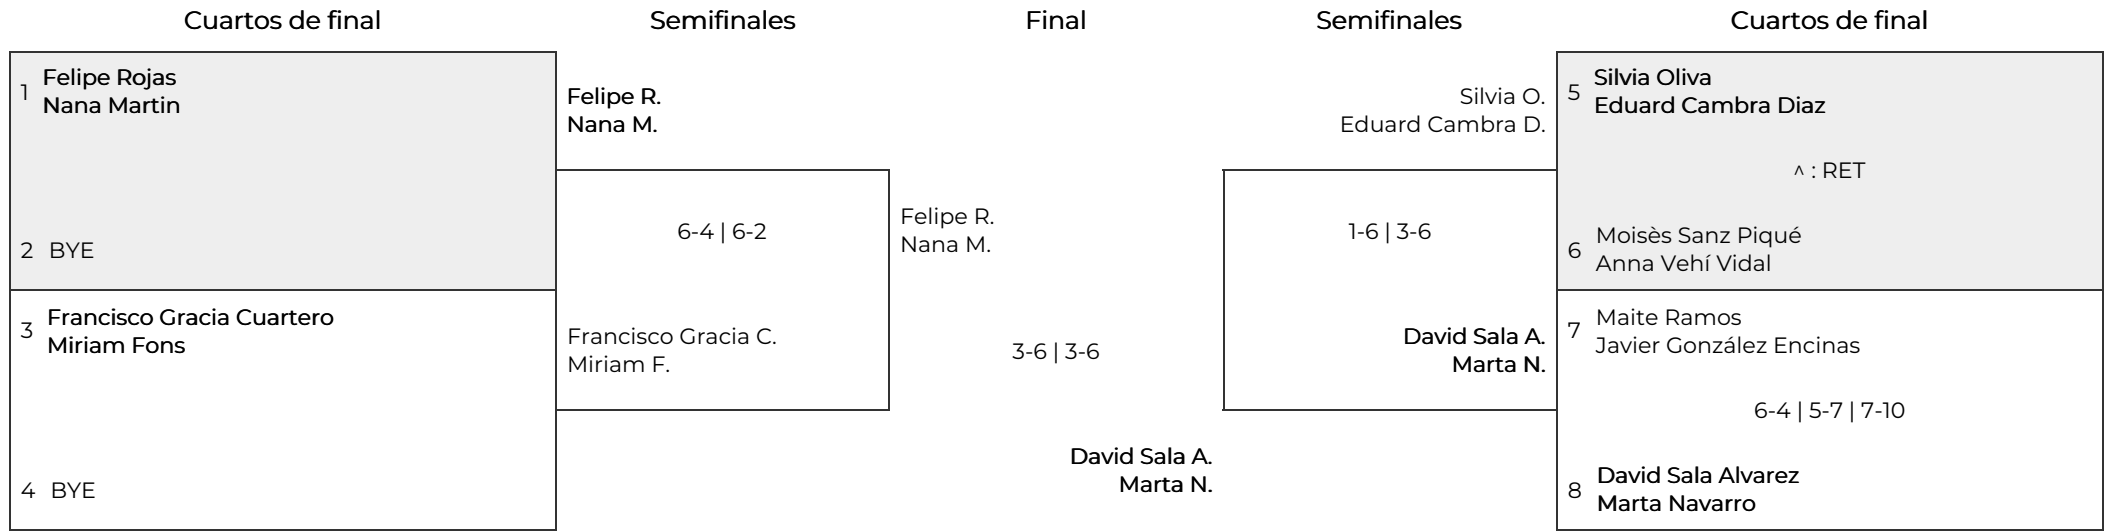 Cuartos de final
Semifinales
Final
Semifinales
Cuartos de final
1
Felipe Rojas
Nana Martin
2 BYE
3
Francisco Gracia Cuartero
Miriam Fons
4 BYE
Felipe R.
Nana M.
6-4 | 6-2
Francisco Gracia C.
Miriam F.
Felipe R.
Nana M.
3-6 | 3-6
David Sala A.
Marta N.
Silvia O.
Eduard Cambra D.
1-6 | 3-6
David Sala A.
Marta N.
5
Silvia Oliva
Eduard Cambra Diaz
^ : RET
6
Moisès Sanz Piqué
Anna Vehí Vidal
7
Maite Ramos
Javier González Encinas
6-4 | 5-7 | 7-10
8
David Sala Alvarez
Marta Navarro